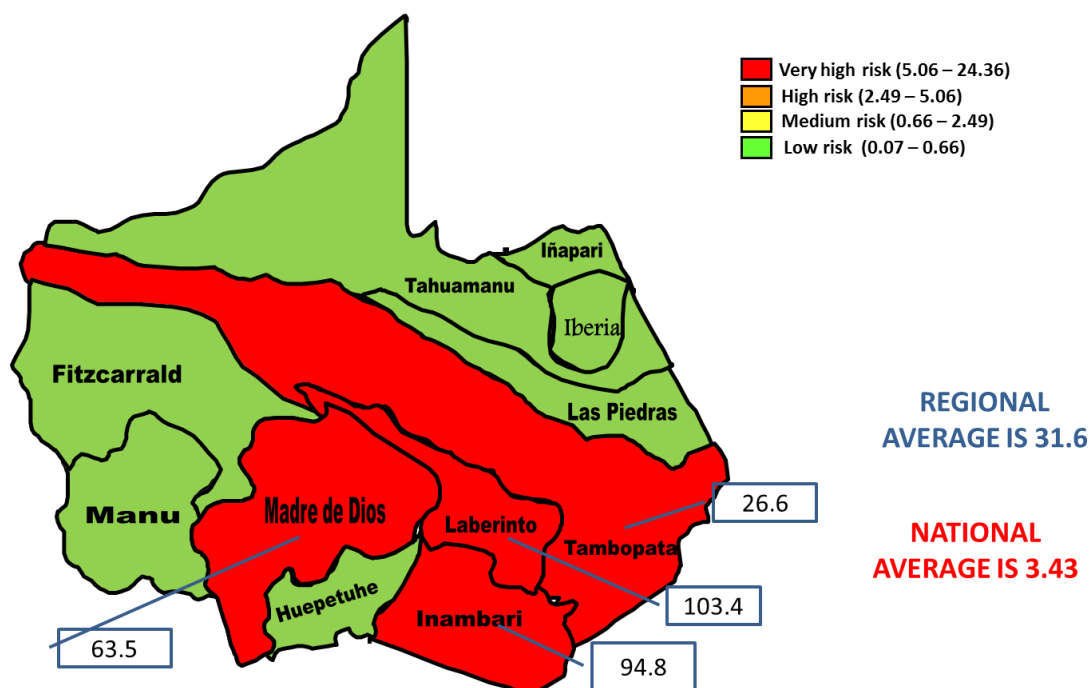 Very high risk (5.06 – 24.36)
High risk (2.49 – 5.06)
Medium risk (0.66 – 2.49)
Low risk (0.07 – 0.66)
Iñapari
Tahuamanu
Iberia
Fitzcarrald
Las Piedras
REGIONAL
AVERAGE IS 31.6
Manu
Madre de Dios
Laberinto
26.6
Tambopata
NATIONAL
AVERAGE IS 3.43
Huepetuhe
Inambari
103.4
63.5
94.8